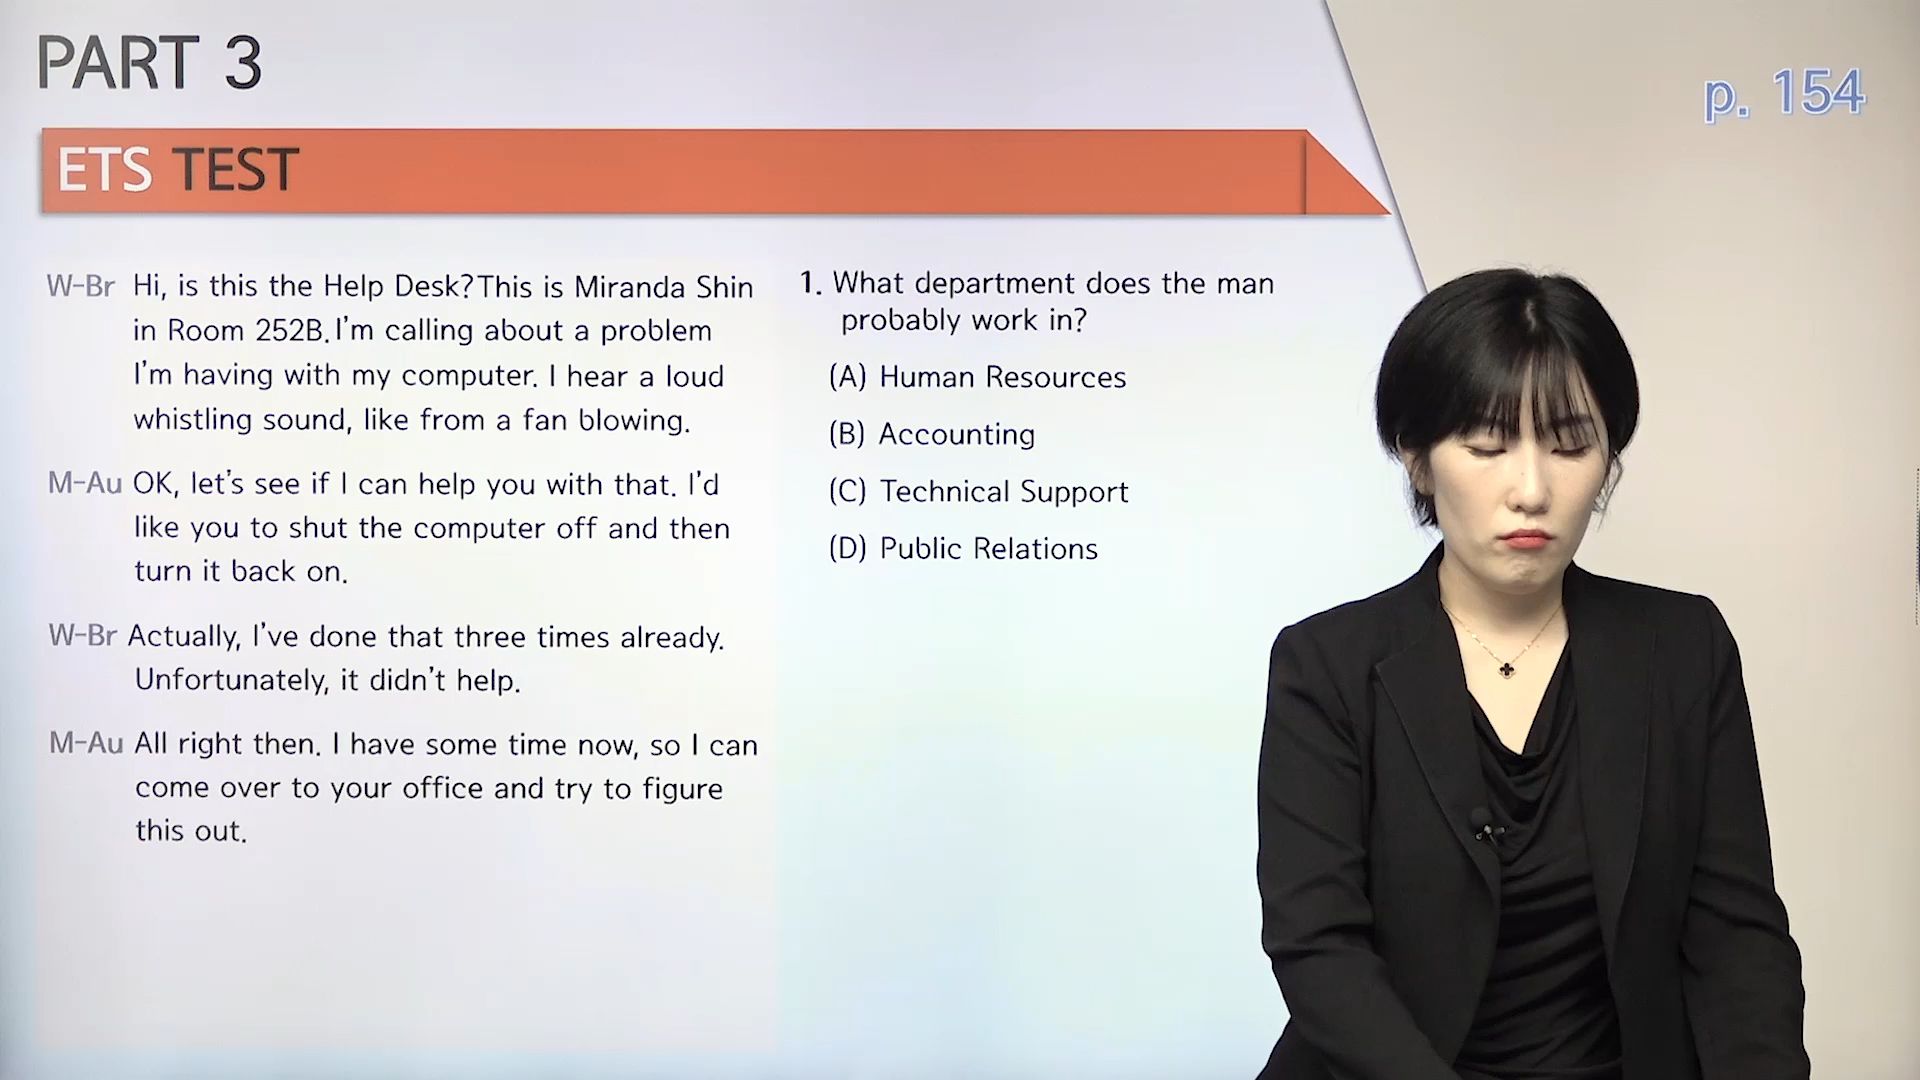 PART 3
p. 154
ETS TEST
W-Br Hi, is this the Help Desk? This is Miranda Shin
in Room 252B. I'm calling about a problem
I'm having with my computer. I hear a loud
whistling sound, like from a fan blowing.
M-Au OK, let's see if I can help you with that. I'd
like you to shut the computer off and then
turn it back on.
W-Br Actually, I've done that three times already.
Unfortunately, it didn't help.
M-Au All right then. I have some time now, so I can
come over to your office and try to figure
this out.
1. What department does the man
probably work in?
(A) Human Resources
(B) Accounting
(C) Technical Support
(D) Public Relations